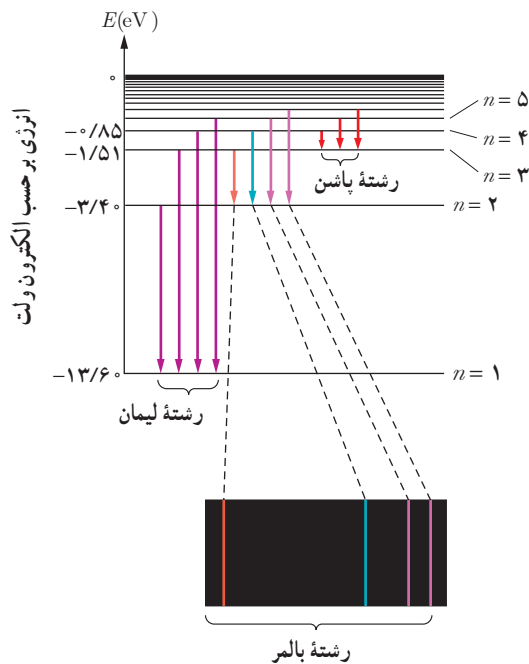 E(eV)
انرژی بر حسب الکترون ولت
۰
n = ۵
−۰/۸۵
n = ۴
−۱/۵۱
n = ۳
رشتهٔ پاشن
−۳/۴۰
n = ۲
−۱۳/۶۰
n = ۱
رشتهٔ لیمان
رشتهٔ بالمر